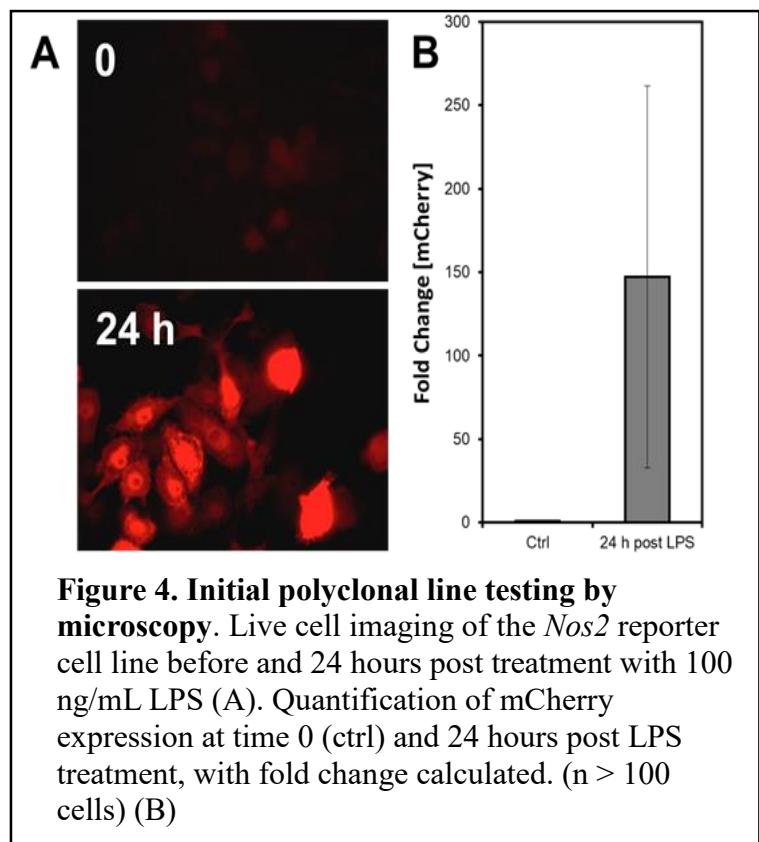 A
0
24 h
B
Fold Change [mCherry]
300
250
200
150
100
50
0
Ctrl
24 h post LPS
Figure 4. Initial polyclonal line testing by
microscopy. Live cell imaging of the Nos2 reporter
cell line before and 24 hours post treatment with 100
ng/mL LPS (A). Quantification of mCherry
expression at time 0 (ctrl) and 24 hours post LPS
treatment, with fold change calculated. (n > 100
cells) (B)